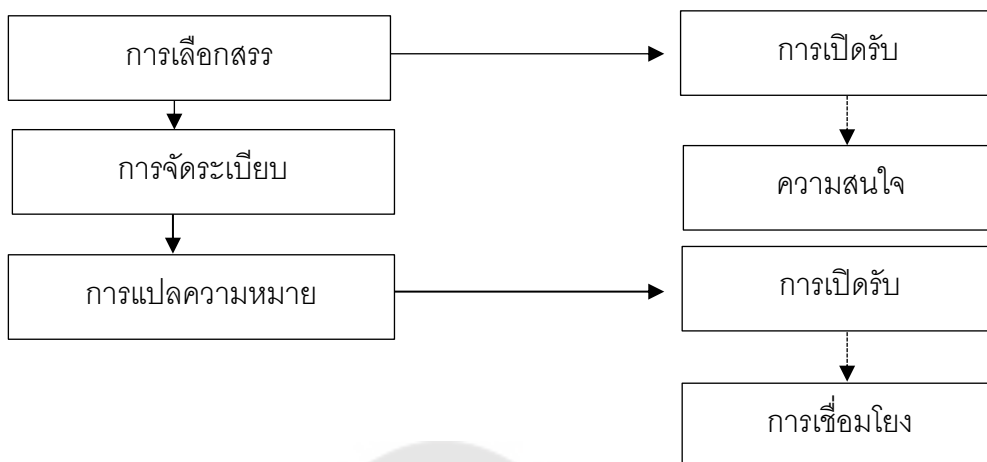 การเลือกสรร
การเปิดรับ
การจัดระเบียบ
ความสนใจ
การแปลความหมาย
การเปิดรับ
การเชื่อมโยง